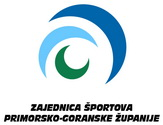 ZAJEDNICA ŠPORTOVA
PRIMORSKO-GORANSKE ŽUPANIJE